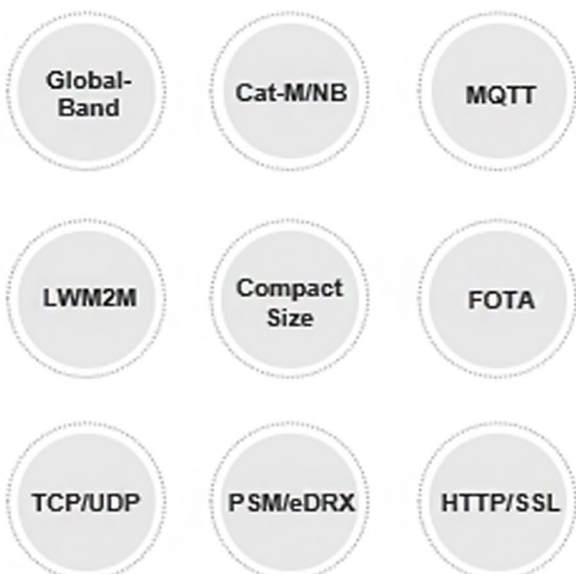 Global-
Band
Cat-M/NB
MQTT
LWM2M
Compact
Size
FOTA
TCP/UDP
PSM/eDRX
HTTP/SSL